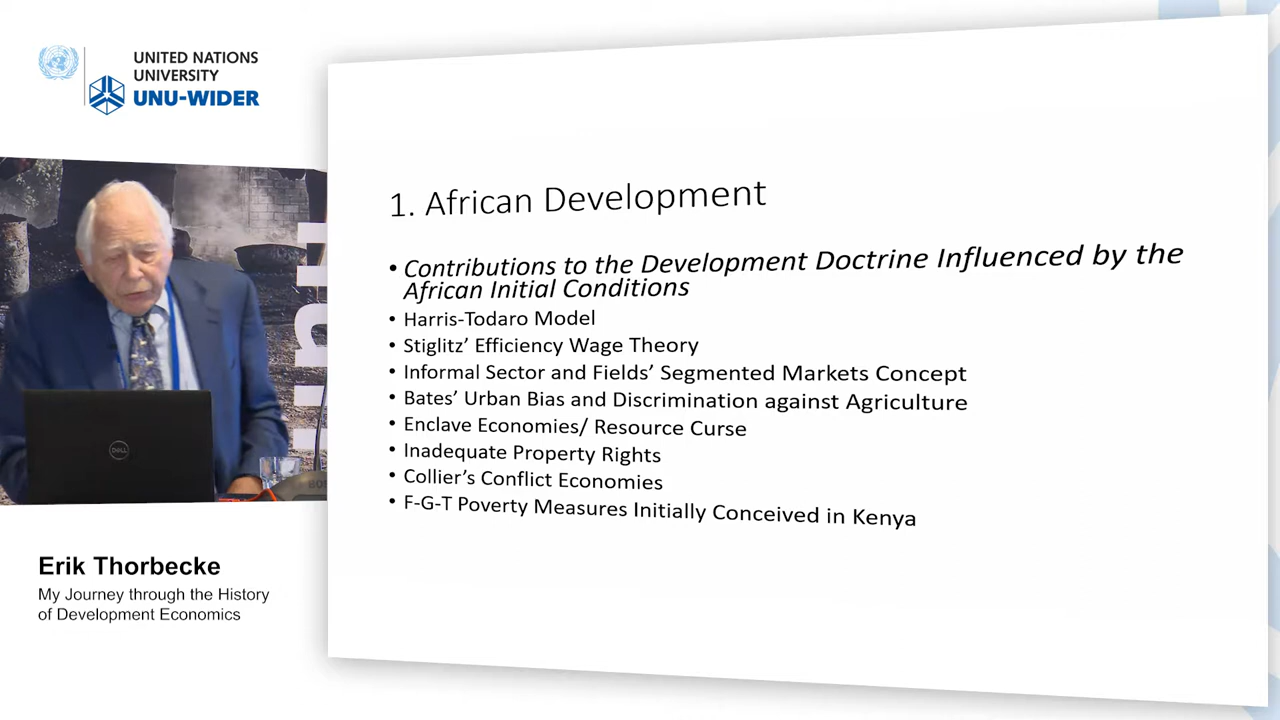 UNITED NATIONS
UNIVERSITY
UNU-WIDER
1. African Development
• Contributions to the Development Doctrine Influenced by the
African Initial Conditions
• Harris-Todaro Model
• Stiglitz’ Efficiency Wage Theory
• Informal Sector and Fields’ Segmented Markets Concept
• Bates’ Urban Bias and Discrimination against Agriculture
• Enclave Economies/ Resource Curse
• Inadequate Property Rights
• Collier’s Conflict Economies
• F-G-T Poverty Measures Initially Conceived in Kenya
DELL
Erik Thorbecke
My Journey through the History
of Development Economics